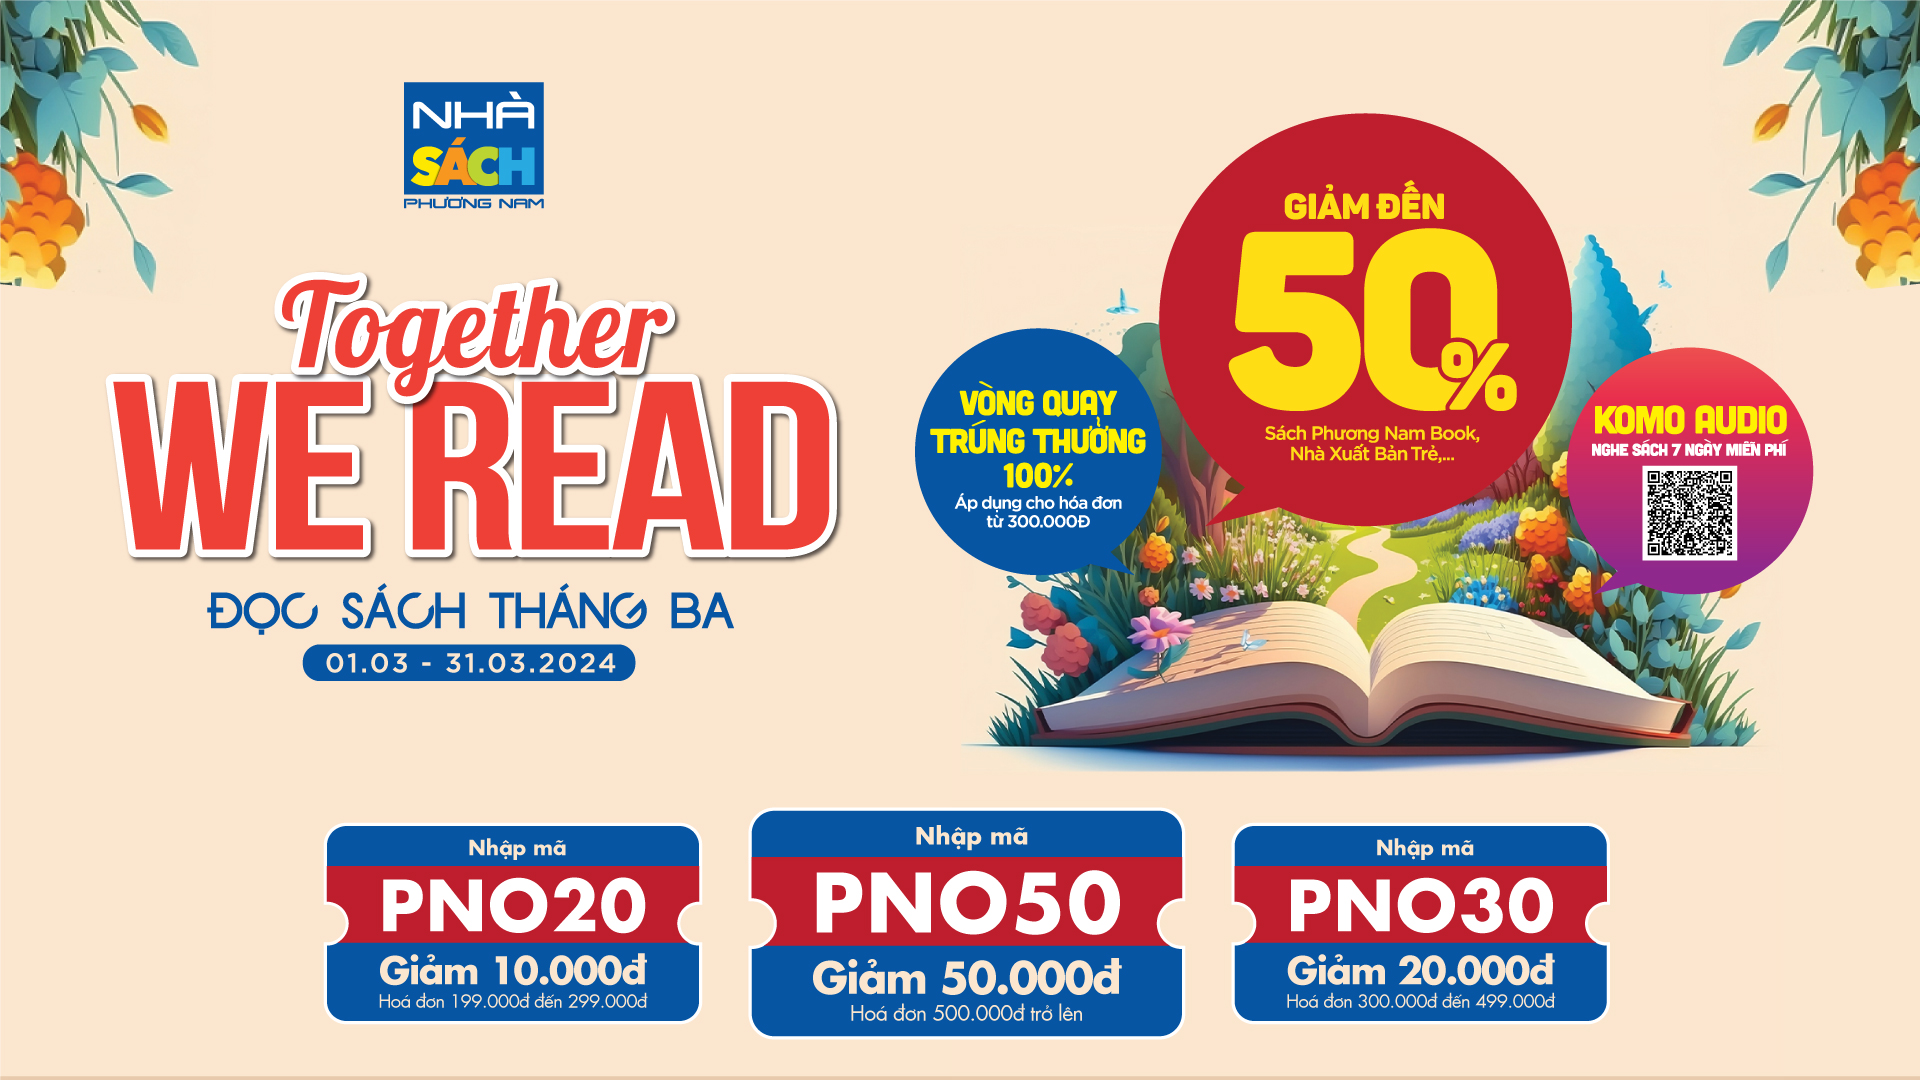 NHÀ
SÁCH
PHƯƠNG NAM
Together
WE READ
ĐỌC SÁCH THÁNG BA
01.03 - 31.03.2024
GIẢM ĐẾN
50%
Sách Phương Nam Book,
Nhà Xuất Bản Trẻ,...
VÒNG QUAY
TRÚNG THƯỞNG
100%
Áp dụng cho hóa đơn
từ 300.000Đ
KOMO AUDIO
NGHE SÁCH 7 NGÀY MIỄN PHÍ
Nhập mã
PNO20
Giảm 10.000đ
Hoá đơn 199.000đ đến 299.000đ
Nhập mã
PNO50
Giảm 50.000đ
Hoá đơn 500.000đ trở lên
Nhập mã
PNO30
Giảm 20.000đ
Hoá đơn 300.000đ đến 499.000đ